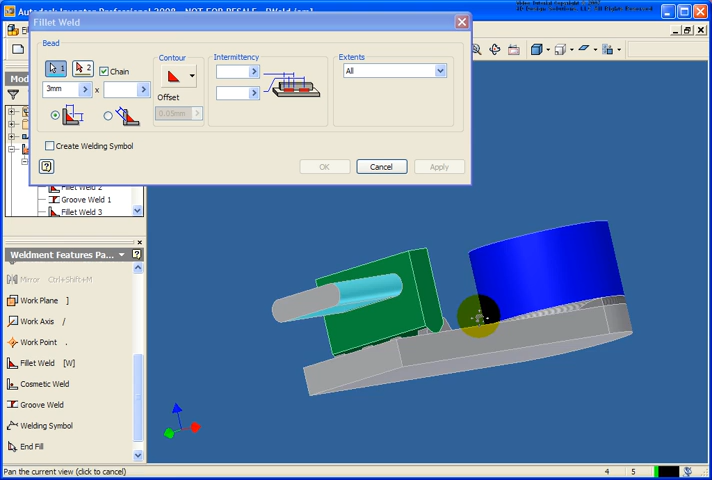 Autodesk Inventor Professional 2008 - NOT FOR RESALE - [Weld.iam]
Fillet Weld
Bead
1
2
Chain
Contour
Intermittency
Extents
All
3mm
x
Offset
0.05mm
Create Welding Symbol
OK
Cancel
Apply
Mod
Fillet Weld 2
Groove Weld 1
Fillet Weld 3
Weldment Features Pa...
Mirror Ctrl+Shift+M
Work Plane ]
Work Axis /
Work Point .
Fillet Weld [W]
Cosmetic Weld
Groove Weld
Welding Symbol
End Fill
Pan the current view (click to cancel)
4
5